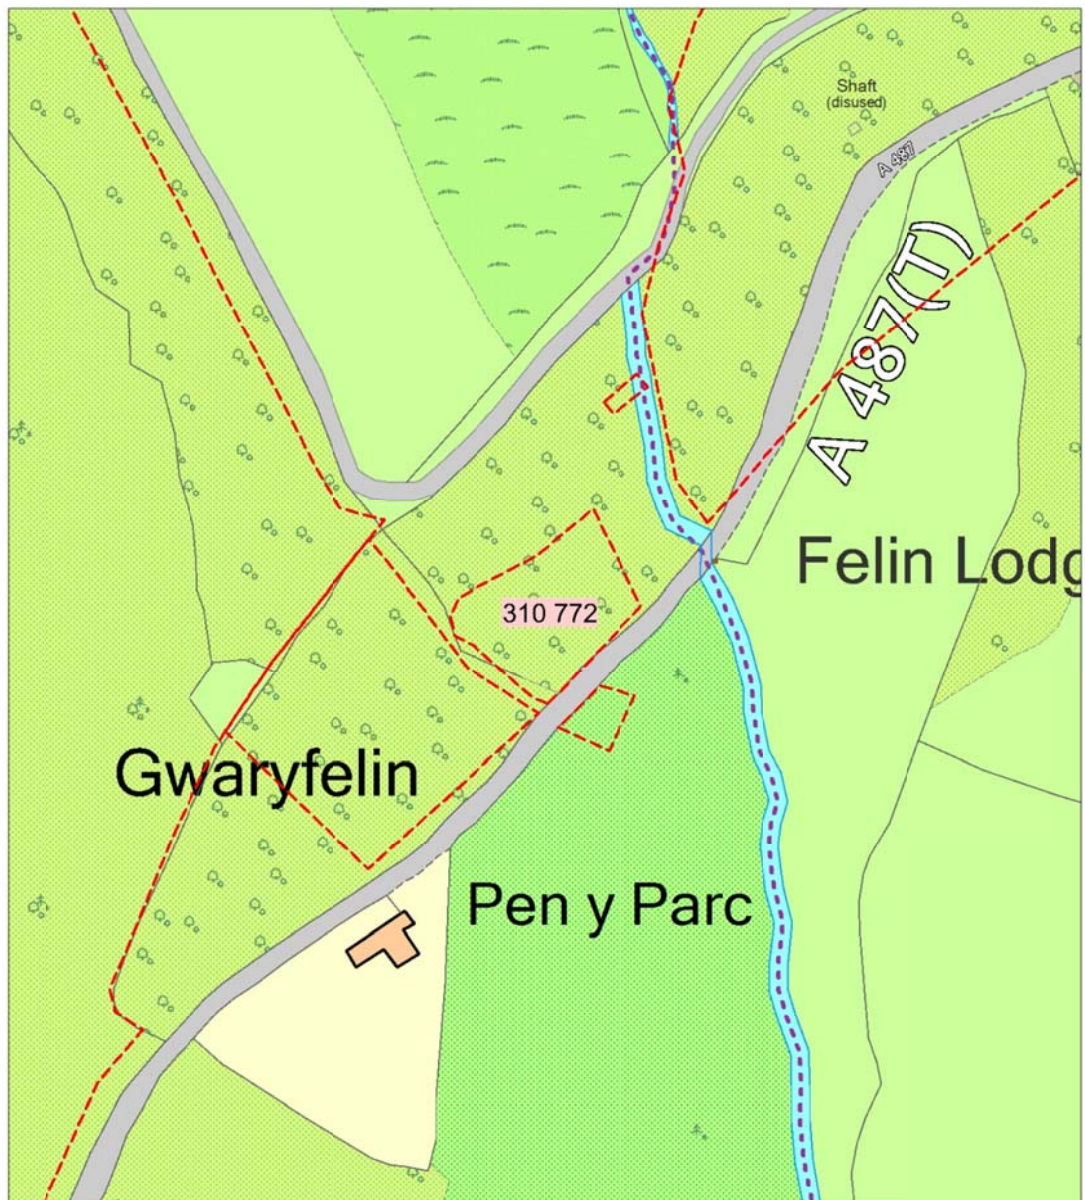 Shaft
(disused)
A 487
A 487(T)
Felin Lodg
310 772
Gwaryfelin
Pen y Parc